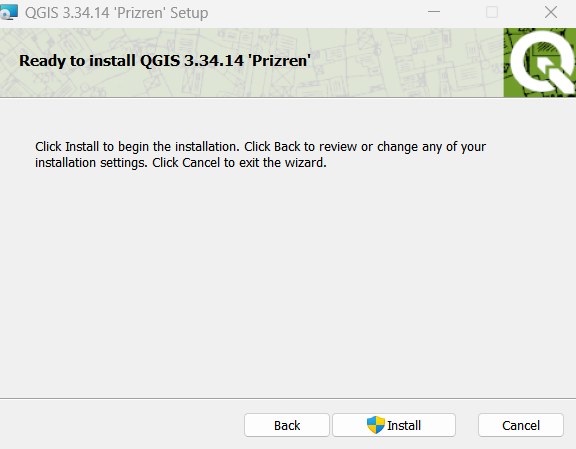 QGIS 3.34.14 'Prizren' Setup
Ready to install QGIS 3.34.14 'Prizren'
Click Install to begin the installation. Click Back to review or change any of your
installation settings. Click Cancel to exit the wizard.
Back
Install
Cancel